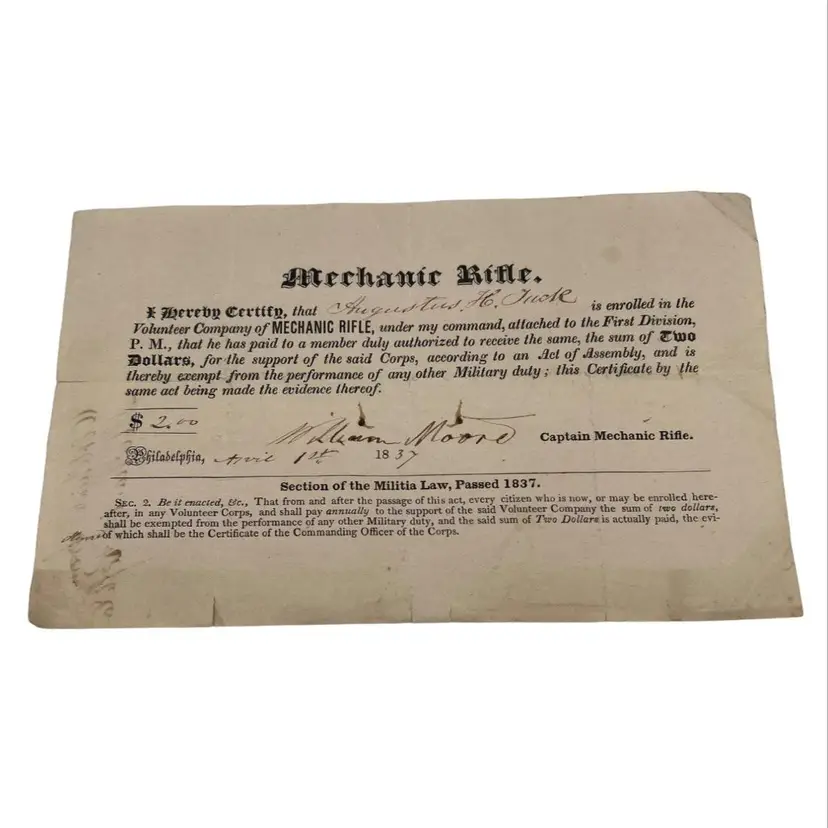 Mechanic Rifle.
I Hereby Certify, that Augustus H. Tuck is enrolled in the
Volunteer Company of MECHANIC RIFLE, under my command, attached to the First Division,
P. M., that he has paid to a member duly authorized to receive the same, the sum of Two
Dollars, for the support of the said Corps, according to an Act of Assembly, and is
thereby exempt from the performance of any other Military duty; this Certificate by the
same act being made the evidence thereof.
$ 2.00
William Moore Captain Mechanic Rifle.
Philadelphia, April 1st 1837
Section of the Militia Law, Passed 1837.
SEC. 2. Be it enacted, &c., That from and after the passage of this act, every citizen who is now, or may be enrolled here-
after, in any Volunteer Corps, and shall pay annually to the support of the said Volunteer Company the sum of two dollars,
shall be exempted from the performance of any other Military duty, and the said sum of Two Dollars is actually paid, the evi-
of which shall be the Certificate of the Commanding Officer of the Corps.